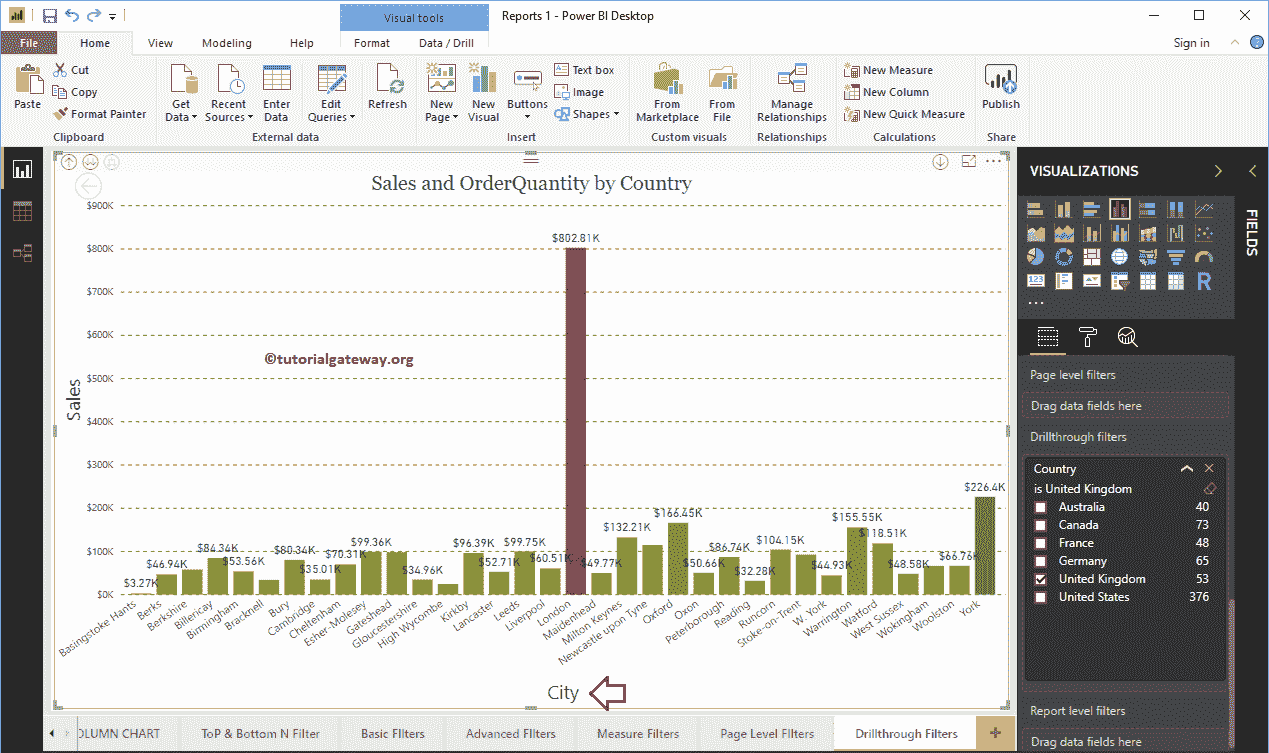 Visual tools
Reports 1 - Power BI Desktop
File
Home
View
Modeling
Help
Format
Data / Drill
Sign in
Paste
Cut
Copy
Format Painter
Clipboard
Get Data
Recent Sources
Enter Data
Edit Queries
External data
Refresh
New Page
New Visual
Buttons
Text box
Image
Shapes
Insert
From Marketplace
From File
Custom visuals
Manage Relationships
Relationships
New Measure
New Column
New Quick Measure
Calculations
Publish
Share
Sales and OrderQuantity by Country
$900K
$800K
$700K
$600K
$500K
$400K
$300K
$200K
$100K
$0K
Sales
©tutorialgateway.org
$3.27K
$46.94K
$84.34K
$53.56K
$80.34K
$35.01K
$70.31K
$99.36K
$34.96K
$96.39K
$52.71K
$99.75K
$60.51K
$802.81K
$49.77K
$132.21K
$166.45K
$50.66K
$86.74K
$32.28K
$104.15K
$44.93K
$155.55K
$118.51K
$48.58K
$66.76K
$226.4K
Basingstoke Hants
Berks
Berkshire
Billericay
Birmingham
Bracknell
Bury
Cambridge
Cheltenham
Esher-Molesey
Gateshead
Gloucestershire
High Wycombe
Kirkby
Lancaster
Leeds
Liverpool
London
Maidenhead
Milton Keynes
Newcastle upon Tyne
Oxford
Oxon
Peterborough
Reading
Runcorn
Stoke-on-Trent
W. York
Warrington
Watford
West Sussex
Wokingham
Woolston
York
City
VISUALIZATIONS
FIELDS
123
R
Page level filters
Drag data fields here
Drillthrough filters
Country
is United Kingdom
Australia 40
Canada 73
France 48
Germany 65
United Kingdom 53
United States 376
Report level filters
Drag data fields here
OLUMN CHART
ToP & Bottom N Filter
Basic FIlters
Advanced FIlters
Measure Filters
Page Level FIlters
Drillthrough Filters